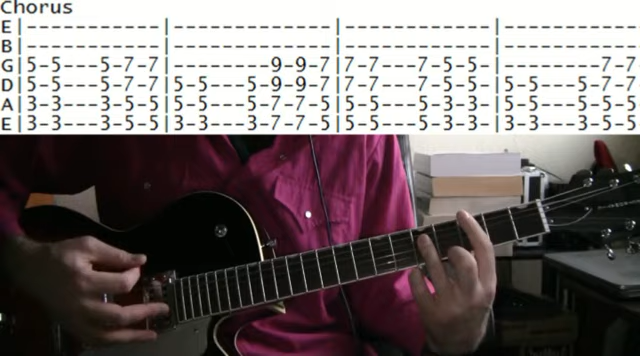 Chorus
E|------------|--------------|------------|------------
B|------------|--------------|------------|------------
G|5-5---5-7-7-|---------9-9-7|7-7---7-5-5-|---------7-7-
D|5-5---5-7-7-|5-5---5-9-9-7|7-7---7-5-5-|5-5---5-7-7-
A|3-3---3-5-5-|5-5---5-7-7-5|5-5---5-3-3-|5-5---5-5-5-
E|3-3---3-5-5|3-3---3-7-7-5|5-5---5-3-3-|3-3---3-5-5-